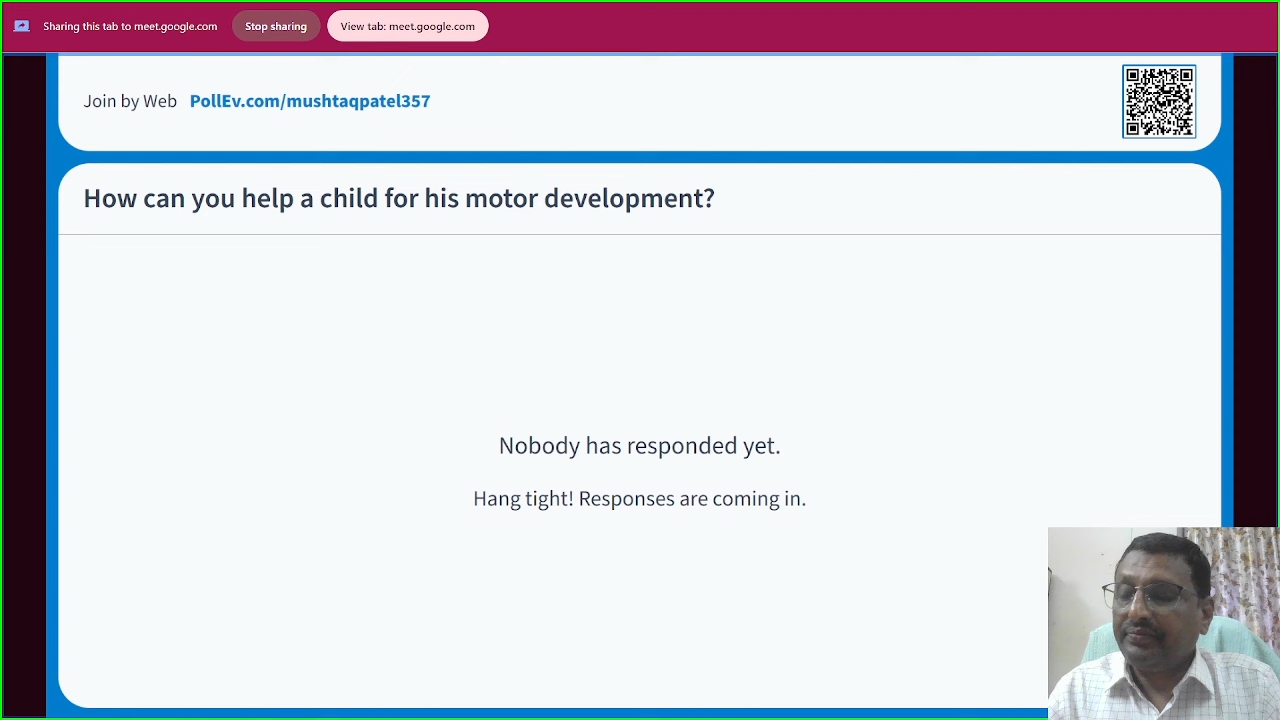 Sharing this tab to meet.google.com Stop sharing View tab: meet.google.com
Join by Web PollEv.com/mushtaqpatel357
How can you help a child for his motor development?
Nobody has responded yet.
Hang tight! Responses are coming in.